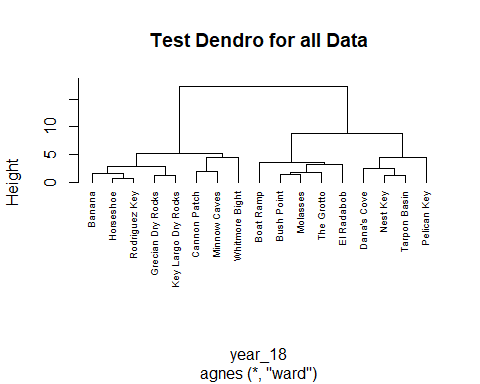 Test Dendro for all Data
Height
10
5
0
Banana
Horseshoe
Rodriguez Key
Grecian Dry Rocks
Key Largo Dry Rocks
Cannon Patch
Minnow Caves
Whitmore Bight
Boat Ramp
Bush Point
Molasses
The Grotto
El Radabob
Dana's Cove
Nest Key
Tarpon Basin
Pelican Key
year_18
agnes (*, "ward")